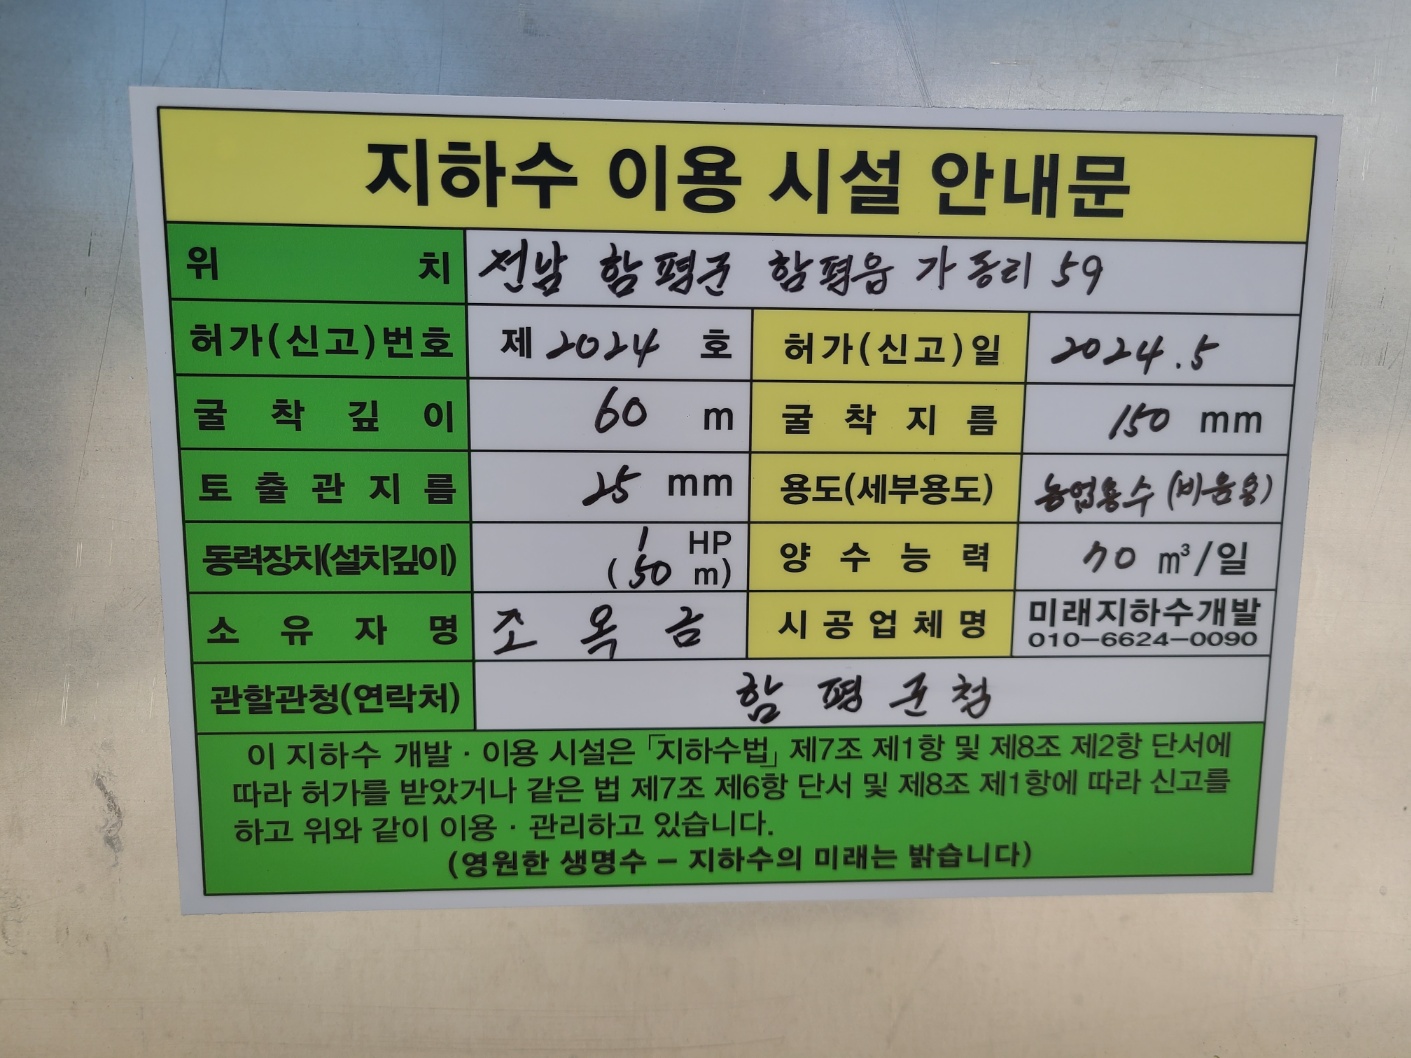 지하수 이용 시설 안내문
위 치 전남 함평군 함평읍 가동리 59
허가(신고)번호 제 2024 호 허가(신고)일 2024.5
굴착깊이 60 m 굴착지름 150 mm
토출관지름 25 mm 용도(세부용도) 농업용수 (비음용)
동력장치(설치깊이) 1 HP (50 m) 양수능력 70 m³/일
소유자명 조옥금 시공업체명 미래지하수개발 010-6624-0090
관할관청(연락처) 함평군청
이 지하수 개발·이용 시설은 「지하수법」 제7조 제1항 및 제8조 제2항 단서에
따라 허가를 받았거나 같은 법 제7조 제6항 단서 및 제8조 제1항에 따라 신고를
하고 위와 같이 이용·관리하고 있습니다.
(영원한 생명수 – 지하수의 미래는 밝습니다)